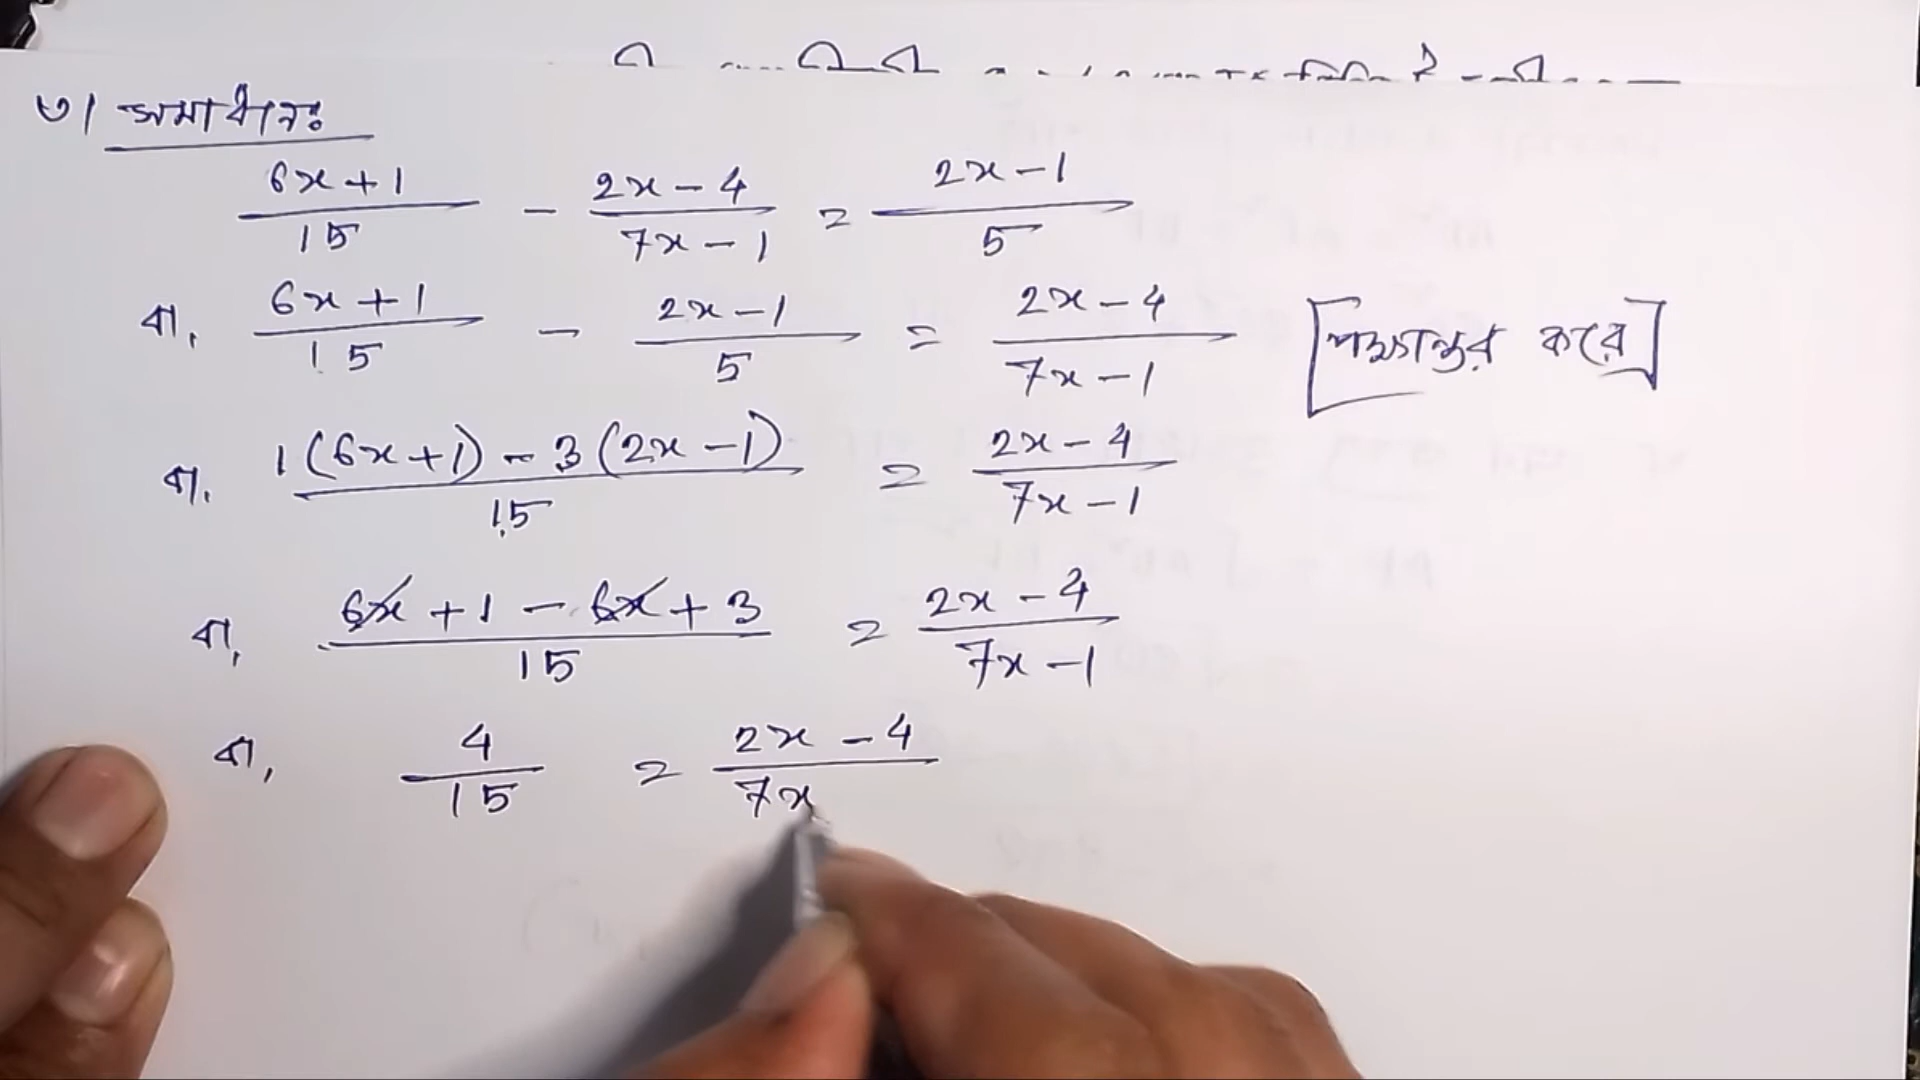 ৩। সমাধানঃ
(6x+1)/15 - (2x-4)/(7x-1) = (2x-1)/5
বা, (6x+1)/15 - (2x-1)/5 = (2x-4)/(7x-1) [পক্ষান্তর করে]
বা, (1(6x+1) - 3(2x-1))/15 = (2x-4)/(7x-1)
বা, (6x+1-6x+3)/15 = (2x-4)/(7x-1)
বা, 4/15 = (2x-4)/7x